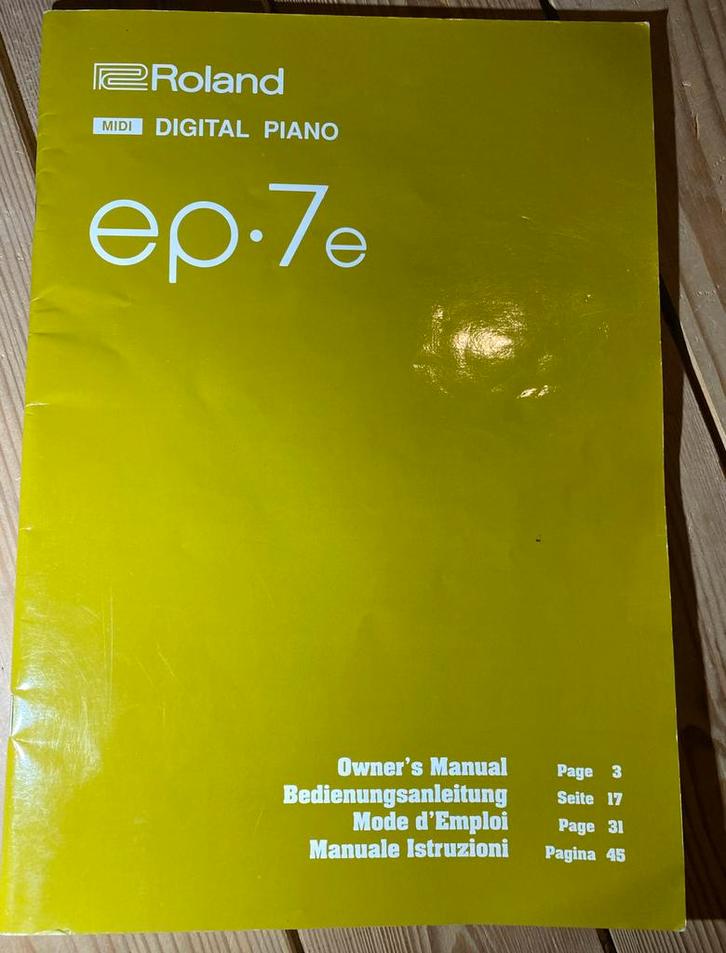 Roland
MIDI DIGITAL PIANO
ep·7e
Owner's Manual Page 3
Bedienungsanleitung Seite 17
Mode d'Emploi Page 31
Manuale Istruzioni Pagina 45